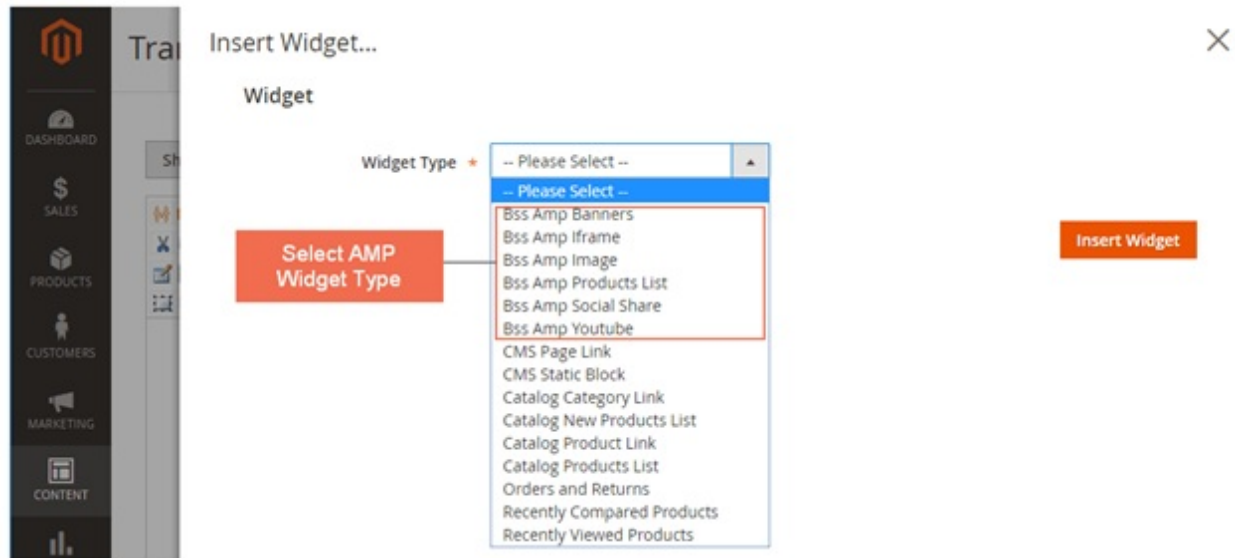 Insert Widget...
Tra
Widget
DASHBOARD
Sh
Widget Type * -- Please Select --
-- Please Select --
SALES
Bss Amp Banners
Bss Amp Iframe
Bss Amp Image
Bss Amp Products List
Bss Amp Social Share
Bss Amp Youtube
Select AMP
Widget Type
Insert Widget
PRODUCTS
CMS Page Link
CMS Static Block
Catalog Category Link
Catalog New Products List
Catalog Product Link
Catalog Products List
Orders and Returns
Recently Compared Products
Recently Viewed Products
CUSTOMERS
MARKETING
CONTENT